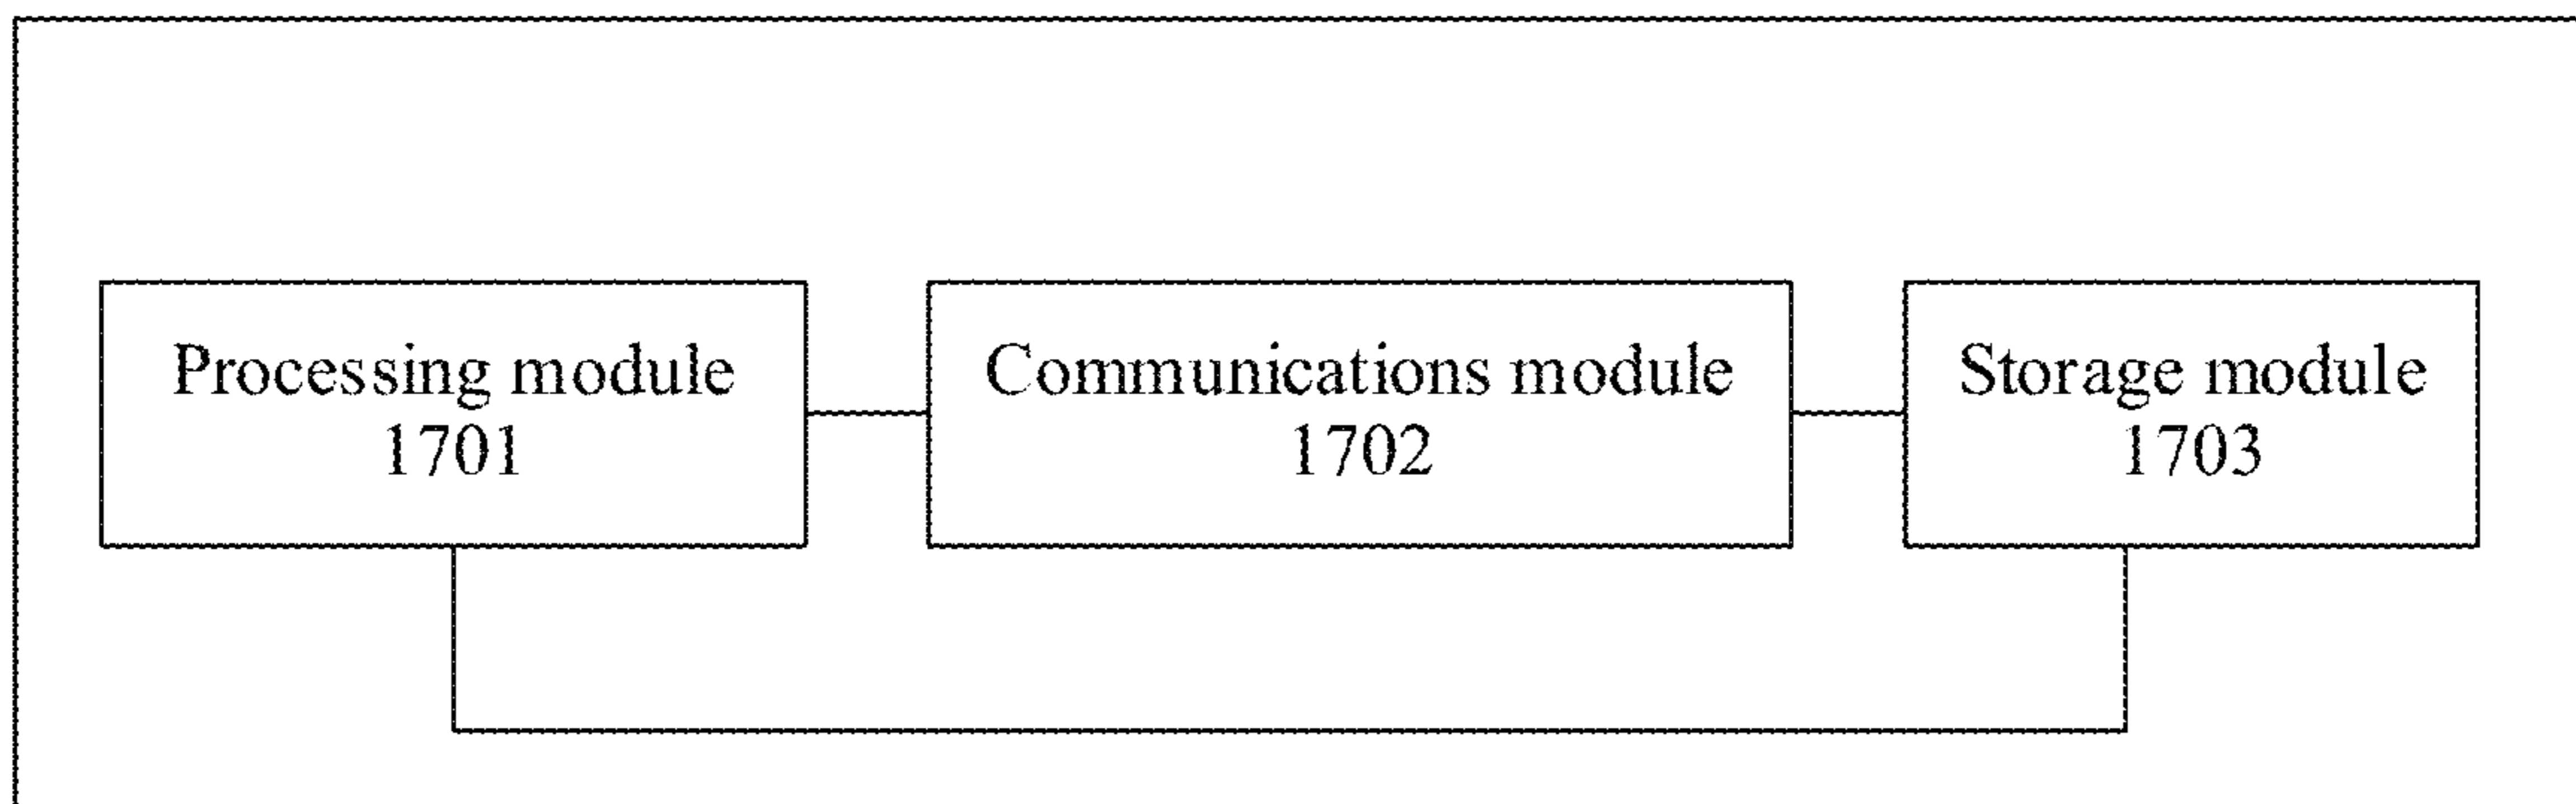 Processing module
1701
Communications module
1702
Storage module
1703